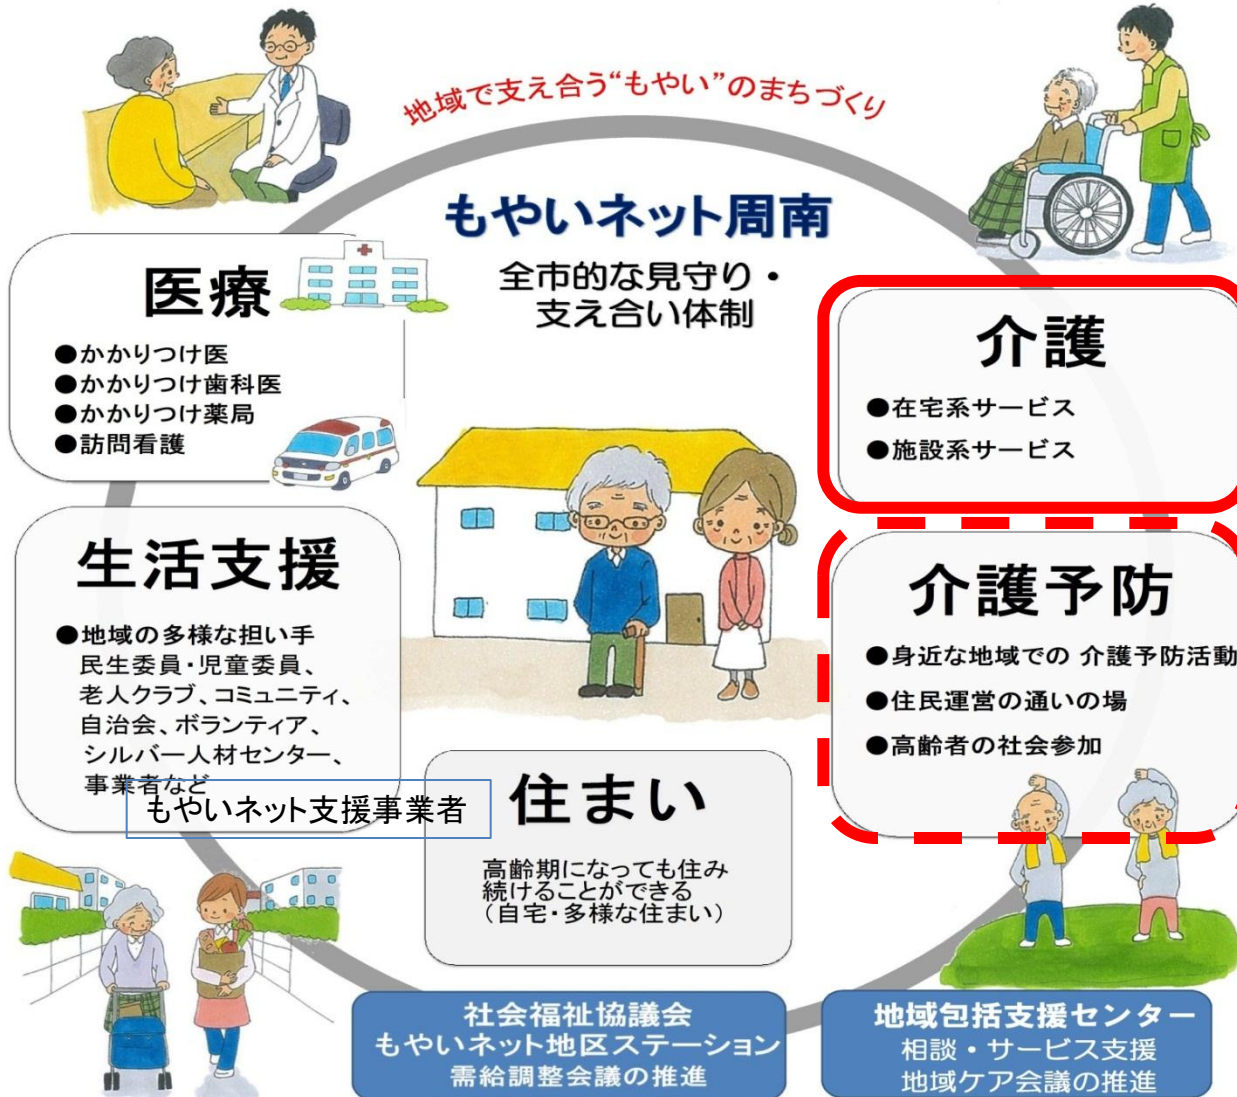 地域で支え合う“もやい”のまちづくり
もやいネット周南
全市的な見守り・
支え合い体制
医療
●かかりつけ医
●かかりつけ歯科医
●かかりつけ薬局
●訪問看護
介護
●在宅系サービス
●施設系サービス
生活支援
●地域の多様な担い手
民生委員・児童委員、
老人クラブ、コミュニティ、
自治会、ボランティア、
シルバー人材センター、
事業者など
もやいネット支援事業者
介護予防
●身近な地域での 介護予防活動
●住民運営の通いの場
●高齢者の社会参加
住まい
高齢期になっても住み
続けることができる
（自宅・多様な住まい）
社会福祉協議会
もやいネット地区ステーション
需給調整会議の推進
地域包括支援センター
相談・サービス支援
地域ケア会議の推進